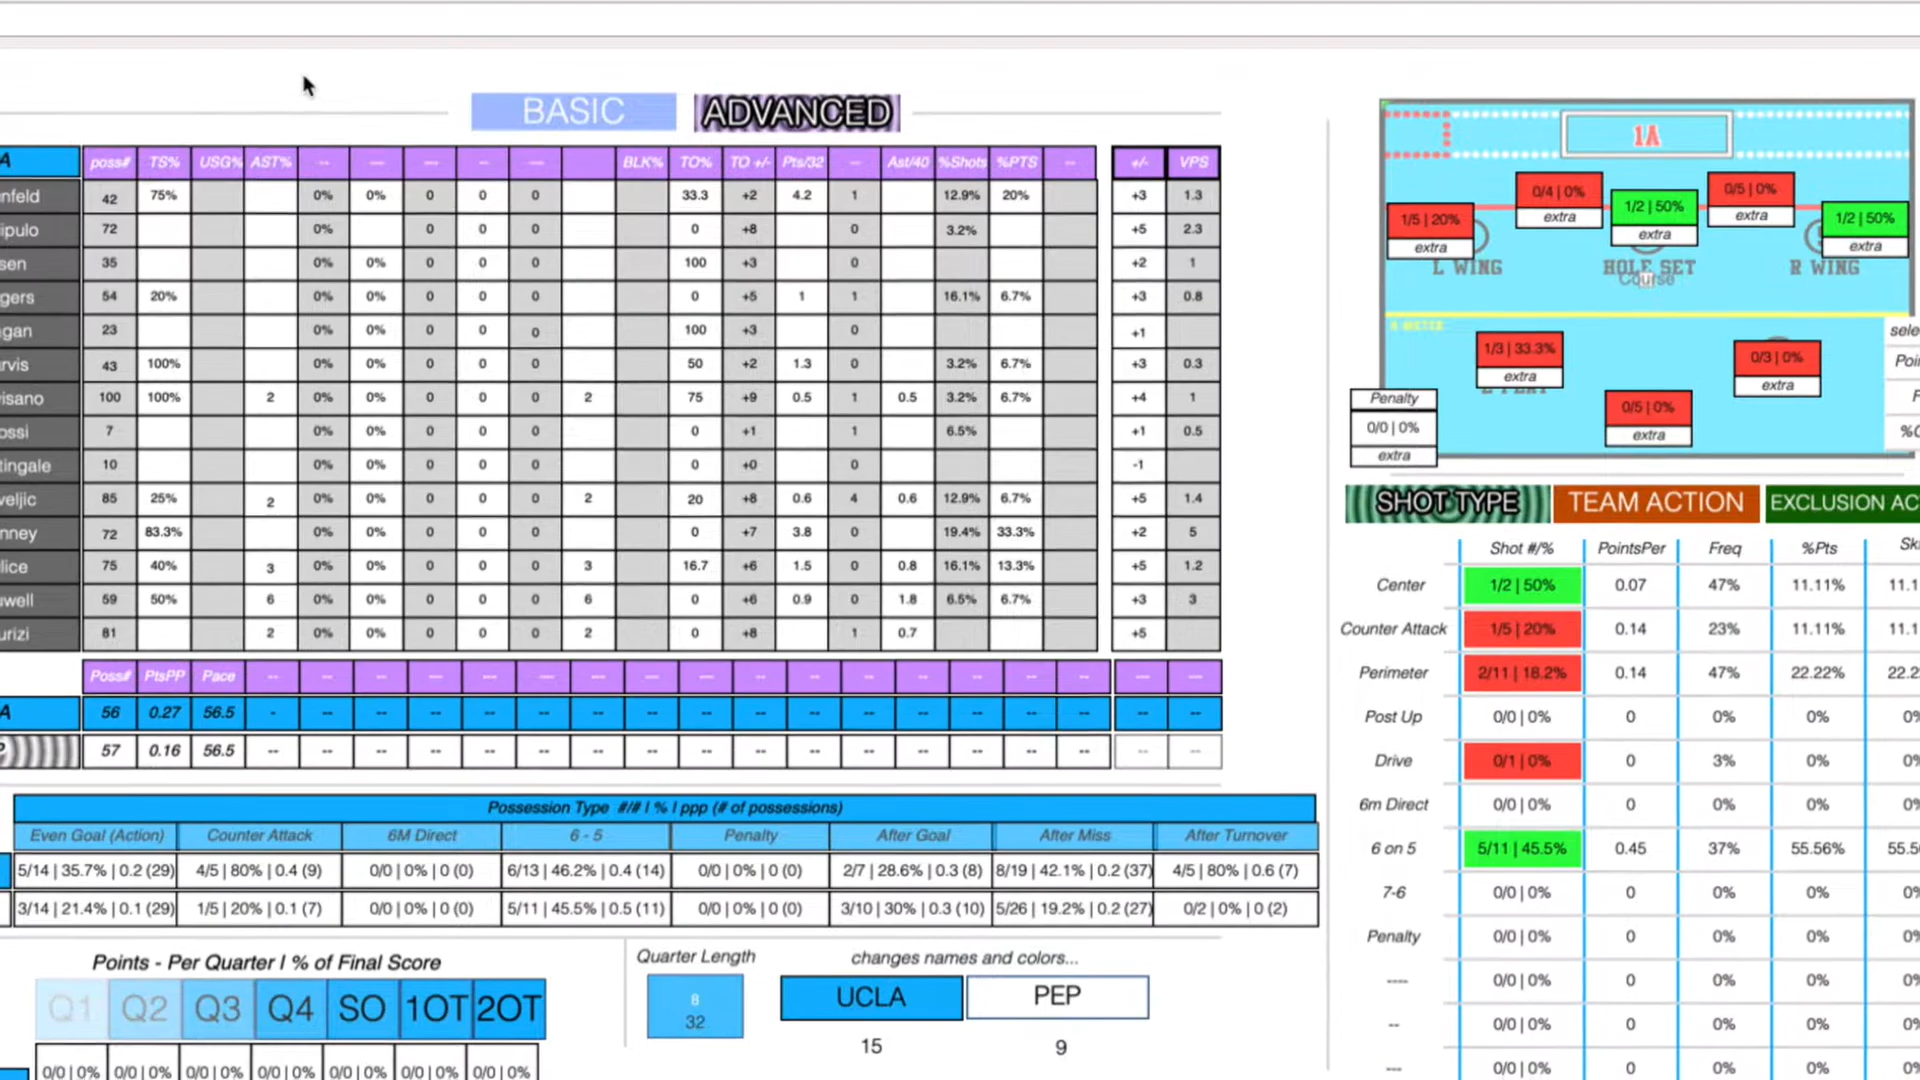 BASIC ADVANCED
A poss# TS% USG% AST% -- --- --- -- --- BLK% TO% TO +/- Pts/32 -- Ast/40 %Shots %PTS -- +/- VPS
nfeld 42 75% 0% 0% 0 0 0 33.3 +2 4.2 1 12.9% 20% +3 1.3
ipulo 72 0% 0 0 0 0 +8 0 3.2% +5 2.3
sen 35 0% 0% 0 0 0 100 +3 0 +2 1
gers 54 20% 0% 0% 0 0 0 0 +5 1 1 16.1% 6.7% +3 0.8
gan 23 0% 0% 0 0 0 100 +3 0 +1
rvis 43 100% 0% 0% 0 0 0 50 +2 1.3 0 3.2% 6.7% +3 0.3
isano 100 100% 2 0% 0% 0 0 0 2 75 +9 0.5 1 0.5 3.2% 6.7% +4 1
ossi 7 0% 0% 0 0 0 0 +1 1 6.5% +1 0.5
tingale 10 0% 0% 0 0 0 0 +0 0 -1
veljic 85 25% 2 0% 0% 0 0 0 2 20 +8 0.6 4 0.6 12.9% 6.7% +5 1.4
nney 72 83.3% 0% 0% 0 0 0 0 +7 3.8 0 19.4% 33.3% +2 5
lice 75 40% 3 0% 0% 0 0 0 3 16.7 +6 1.5 0 0.8 16.1% 13.3% +5 1.2
uwell 59 50% 6 0% 0% 0 0 0 6 0 +6 0.9 0 1.8 6.5% 6.7% +3 3
urizi 81 2 0% 0% 0 0 0 2 0 +8 1 0.7 +5
Poss# PtsPP Pace -- -- --- -- --- --- -- --- -- --- -- --- -- --- ---
A 56 0.27 56.5 - -- -- -- -- -- -- -- -- -- -- -- -- -- --
P 57 0.16 56.5 -- -- -- -- -- -- -- -- -- -- -- -- -- -- -- --
Possession Type #/# | % | ppp (# of possessions)
Even Goal (Action) Counter Attack 6M Direct 6 - 5 Penalty After Goal After Miss After Turnover
5/14 | 35.7% | 0.2 (29) 4/5 | 80% | 0.4 (9) 0/0 | 0% | 0 (0) 6/13 | 46.2% | 0.4 (14) 0/0 | 0% | 0 (0) 2/7 | 28.6% | 0.3 (8) 8/19 | 42.1% | 0.2 (37) 4/5 | 80% | 0.6 (7)
3/14 | 21.4% | 0.1 (29) 1/5 | 20% | 0.1 (7) 0/0 | 0% | 0 (0) 5/11 | 45.5% | 0.5 (11) 0/0 | 0% | 0 (0) 3/10 | 30% | 0.3 (10) 5/26 | 19.2% | 0.2 (27) 0/2 | 0% | 0 (2)
Points - Per Quarter | % of Final Score
Q1 Q2 Q3 Q4 SO 1OT 2OT
0/0 | 0% 0/0 | 0% 0/0 | 0% 0/0 | 0% 0/0 | 0% 0/0 | 0% 0/0 | 0%
Quarter Length
8
32
changes names and colors...
UCLA PEP
15 9
1A
0/4 | 0% 0/5 | 0%
extra extra
1/5 | 20% 1/2 | 50% 1/2 | 50%
extra extra extra
L WING HOLE SET R WING
Course
1/3 | 33.3% 0/3 | 0%
extra extra
0/5 | 0%
extra
Penalty
0/0 | 0%
extra
sele
Poin
F
%C
SHOT TYPE TEAM ACTION EXCLUSION AC
Shot #/% PointsPer Freq %Pts
Center 1/2 | 50% 0.07 47% 11.11% 11.1
Counter Attack 1/5 | 20% 0.14 23% 11.11% 11.1
Perimeter 2/11 | 18.2% 0.14 47% 22.22% 22.2
Post Up 0/0 | 0% 0 0% 0% 0%
Drive 0/1 | 0% 0 3% 0% 0%
6m Direct 0/0 | 0% 0 0% 0% 0%
6 on 5 5/11 | 45.5% 0.45 37% 55.56% 55.5
7-6 0/0 | 0% 0 0% 0% 0%
Penalty 0/0 | 0% 0 0% 0% 0%
---- 0/0 | 0% 0 0% 0% 0%
-- 0/0 | 0% 0 0% 0% 0%
--- 0/0 | 0% 0 0% 0% 0%